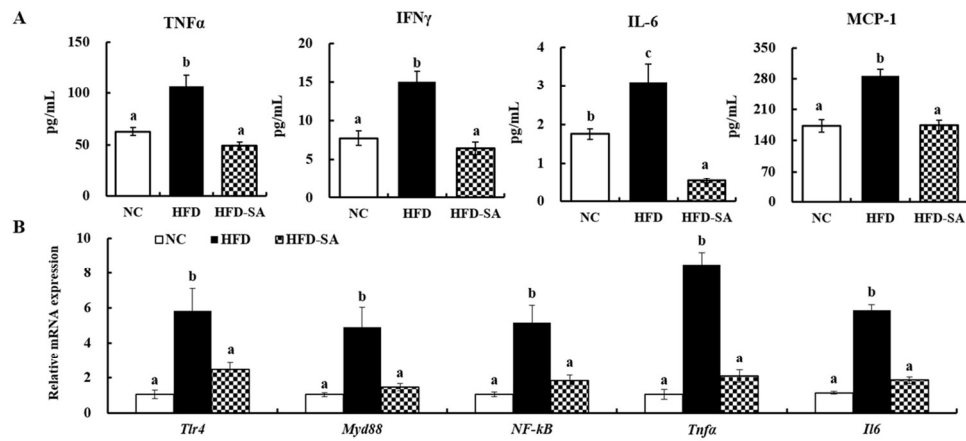 A
TNFα
pg/mL
150
100
50
0
a
b
a
NC HFD HFD-SA
IFNγ
pg/mL
20
15
10
5
0
a
b
a
NC HFD HFD-SA
IL-6
pg/mL
4
3
2
1
0
b
c
a
NC HFD HFD-SA
MCP-1
pg/mL
350
280
210
140
70
0
a
b
a
NC HFD HFD-SA
B
NC HFD HFD-SA
Relative mRNA expression
10
8
6
4
2
0
a b a
a b a
a b a
a b a
a b a
Tlr4 Myd88 NF-kB Tnfα Il6